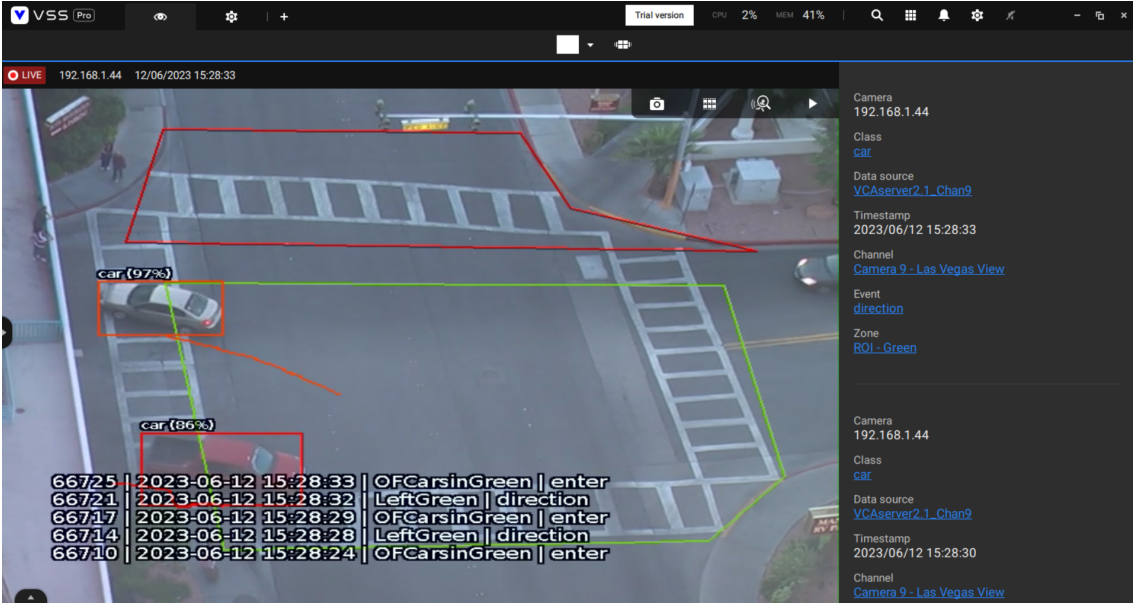 VSS Pro
Trial version CPU 2% MEM 41%
LIVE 192.168.1.44 12/06/2023 15:28:33
car (97%)
car (86%)
66725 | 2023-06-12 15:28:33 | OFCarsinGreen | enter
66721 | 2023-06-12 15:28:32 | LeftGreen | direction
66717 | 2023-06-12 15:28:29 | OFCarsinGreen | enter
66714 | 2023-06-12 15:28:28 | LeftGreen | direction
66710 | 2023-06-12 15:28:24 | OFCarsinGreen | enter
Camera
192.168.1.44
Class
car
Data source
VCAserver2.1_Chan9
Timestamp
2023/06/12 15:28:33
Channel
Camera 9 - Las Vegas View
Event
direction
Zone
ROI - Green
Camera
192.168.1.44
Class
car
Data source
VCAserver2.1_Chan9
Timestamp
2023/06/12 15:28:30
Channel
Camera 9 - Las Vegas View